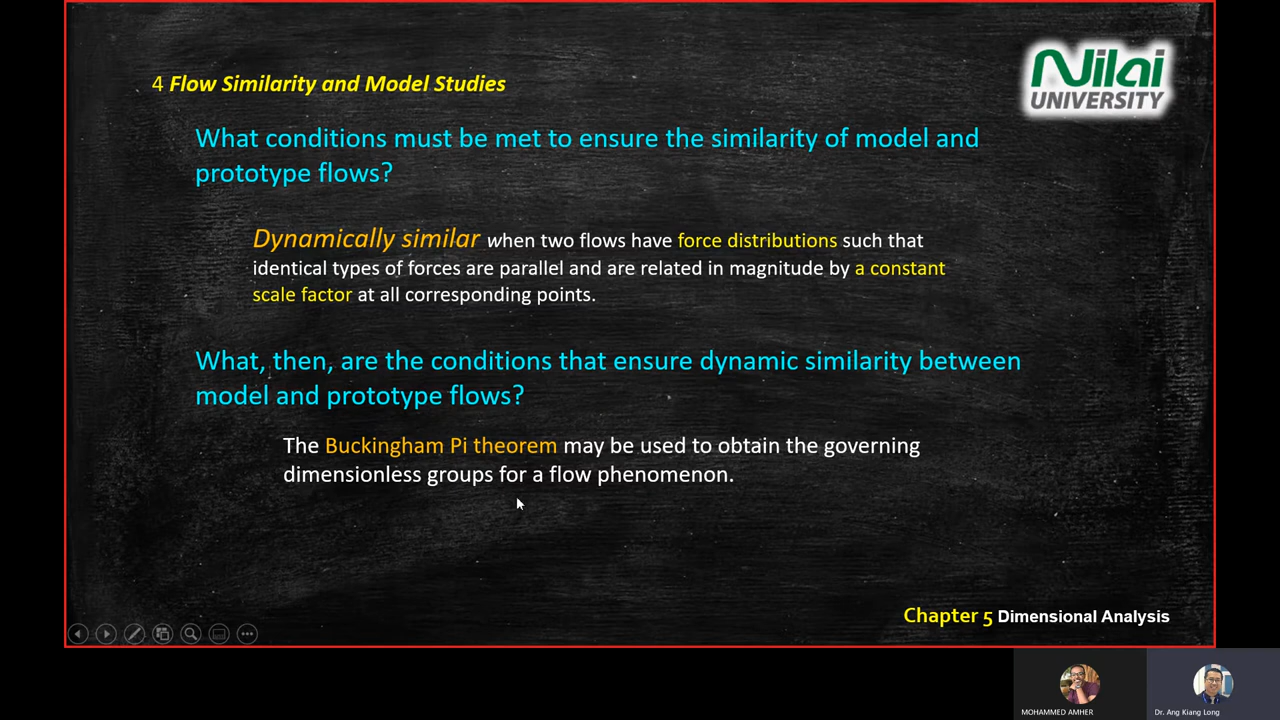 4 Flow Similarity and Model Studies
Nilai
UNIVERSITY
What conditions must be met to ensure the similarity of model and
prototype flows?
Dynamically similar when two flows have force distributions such that
identical types of forces are parallel and are related in magnitude by a constant
scale factor at all corresponding points.
What, then, are the conditions that ensure dynamic similarity between
model and prototype flows?
The Buckingham Pi theorem may be used to obtain the governing
dimensionless groups for a flow phenomenon.
Chapter 5 Dimensional Analysis
MOHAMMED AMHER
Dr. Ang Kiang Long